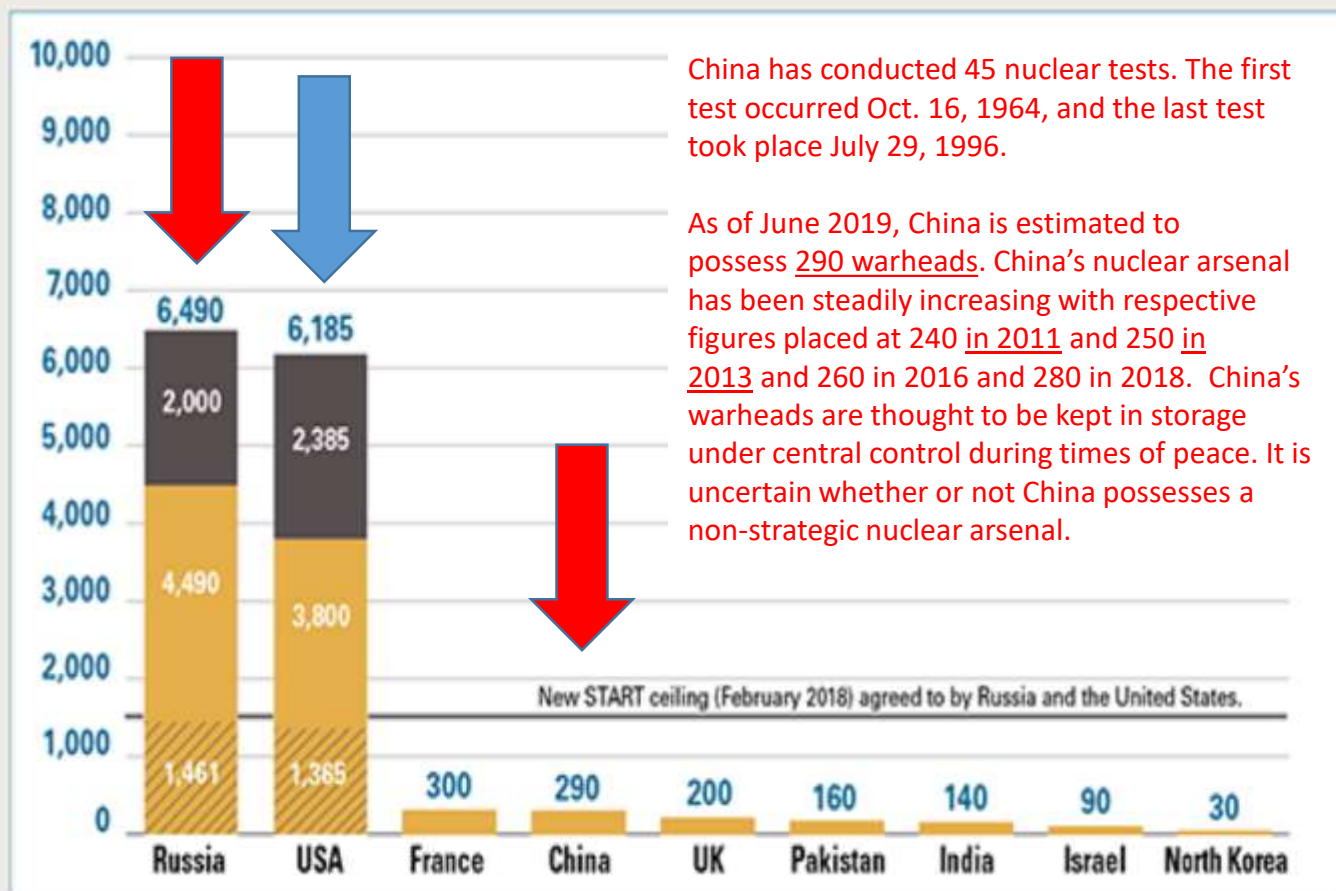 10,000
9,000
8,000
7,000
6,000
5,000
4,000
3,000
2,000
1,000
0
China has conducted 45 nuclear tests. The first
test occurred Oct. 16, 1964, and the last test
took place July 29, 1996.
As of June 2019, China is estimated to
possess 290 warheads. China’s nuclear arsenal
has been steadily increasing with respective
figures placed at 240 in 2011 and 250 in
2013 and 260 in 2016 and 280 in 2018.  China’s
warheads are thought to be kept in storage
under central control during times of peace. It is
uncertain whether or not China possesses a
non-strategic nuclear arsenal.
6,490
2,000
4,490
1,461
6,185
2,385
3,800
1,365
New START ceiling (February 2018) agreed to by Russia and the United States.
300
290
200
160
140
90
30
Russia
USA
France
China
UK
Pakistan
India
Israel
North Korea